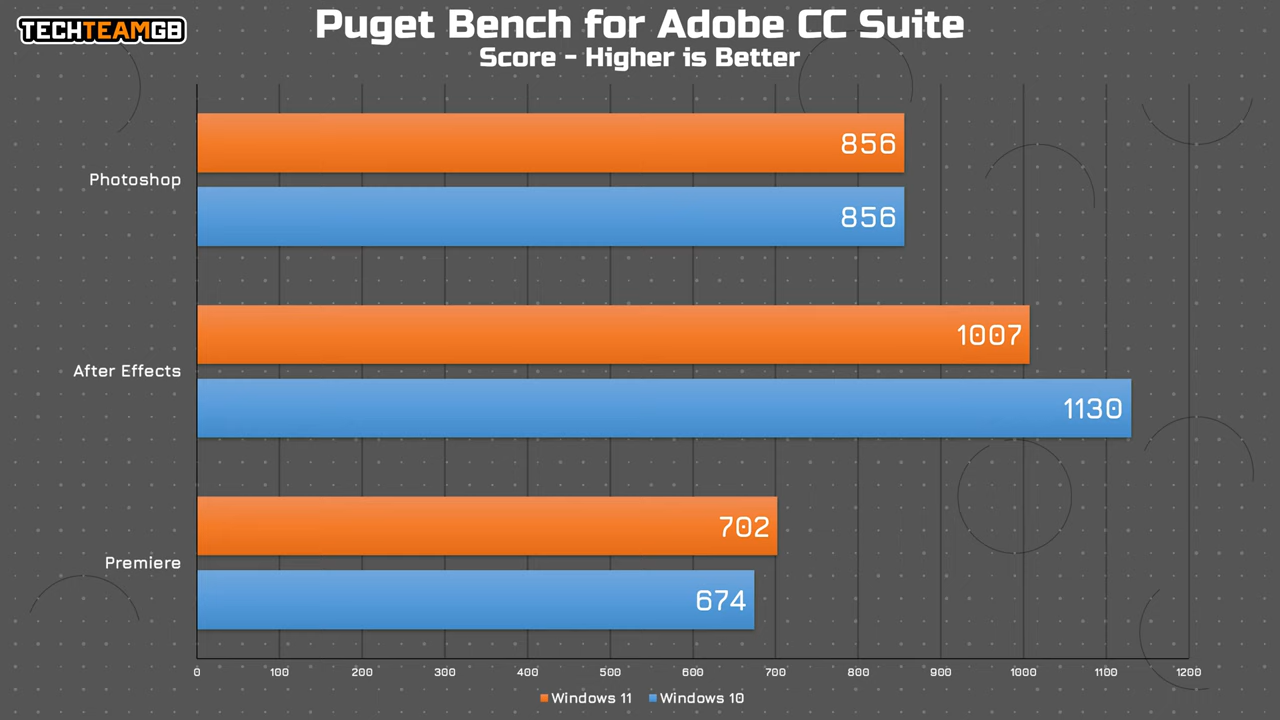 TECHTEAMGB
Puget Bench for Adobe CC Suite
Score - Higher is Better
Photoshop
856
856
After Effects
1007
1130
Premiere
702
674
0 100 200 300 400 500 600 700 800 900 1000 1100 1200
Windows 11 Windows 10